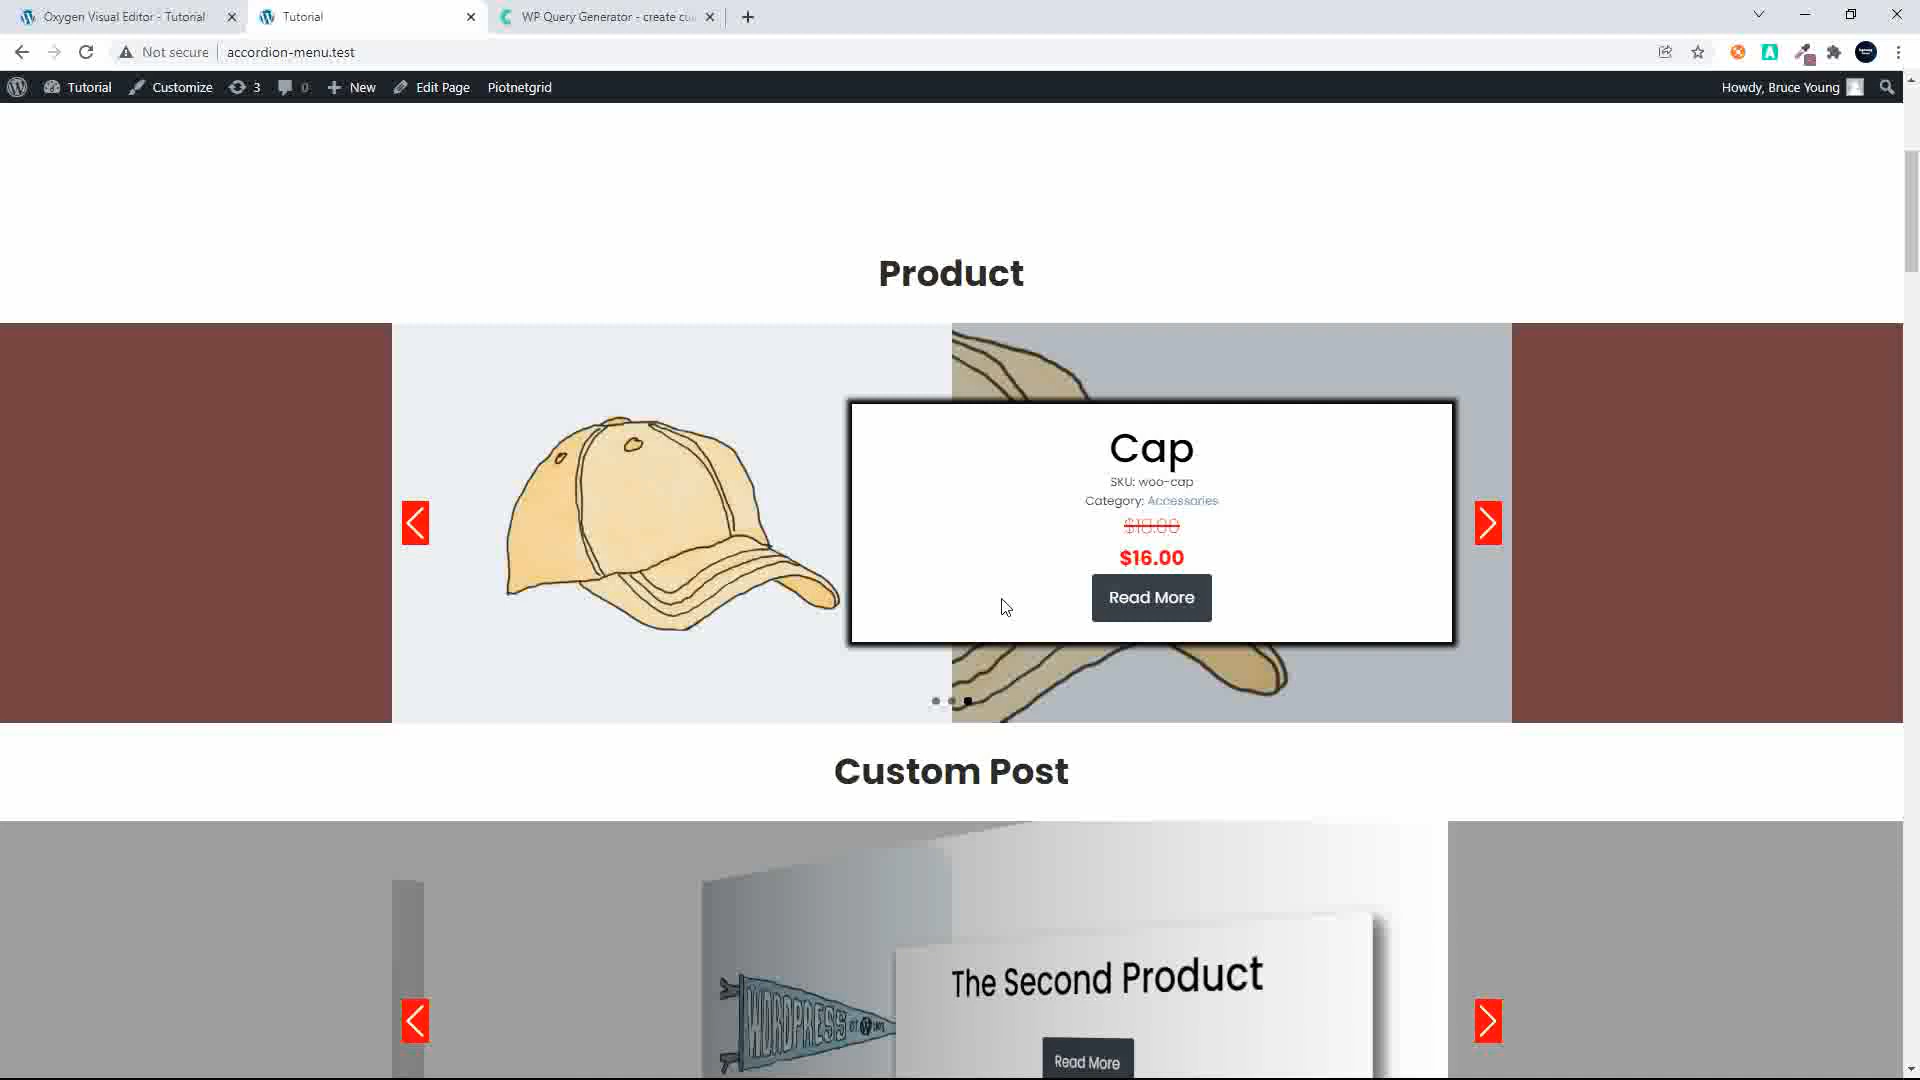 Oxygen Visual Editor - Tutorial
Tutorial
WP Query Generator - create cu
Not secure
accordion-menu.test
Tutorial
Customize
3
0
New
Edit Page
Piotnetgrid
Howdy, Bruce Young
Product
Cap
SKU: woo-cap
Category: Accessories
$18.00
$16.00
Read More
Custom Post
The Second Product
WORDPRESS
Read More